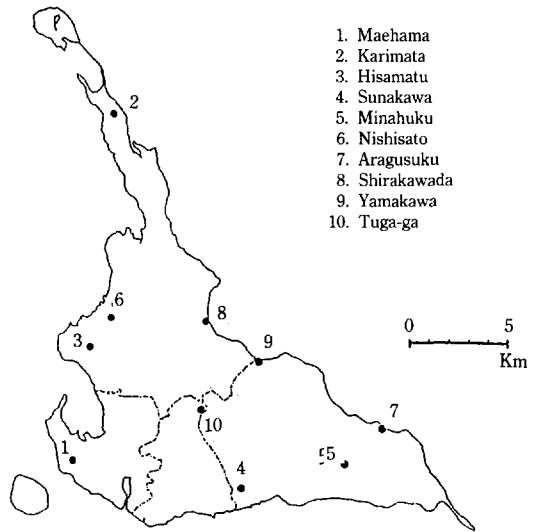 1. Maehama
2. Karimata
3. Hisamatu
4. Sunakawa
5. Minahuku
6. Nishisato
7. Aragusuku
8. Shirakawada
9. Yamakawa
10. Tuga-ga
2
6
8
3
0 5
Km
9
10
7
1
5
4